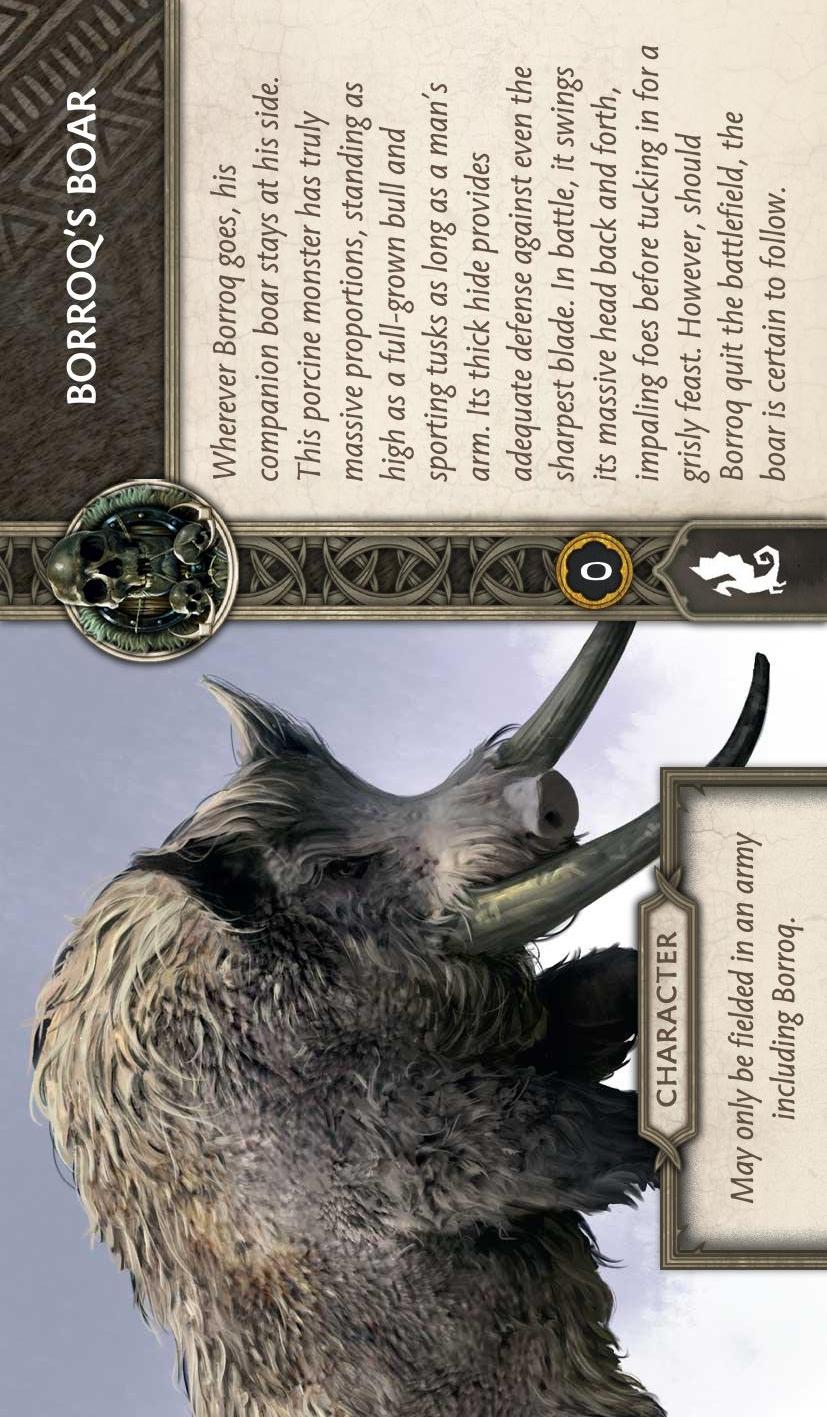 BORROQ'S BOAR
Wherever Borroq goes, his
companion boar stays at his side.
This porcine monster has truly
massive proportions, standing as
high as a full-grown bull and
sporting tusks as long as a man's
arm. Its thick hide provides
adequate defense against even the
sharpest blade. In battle, it swings
its massive head back and forth,
impaling foes before tucking in for a
grisly feast. However, should
Borroq quit the battlefield, the
boar is certain to follow.
0
CHARACTER
May only be fielded in an army
including Borroq.